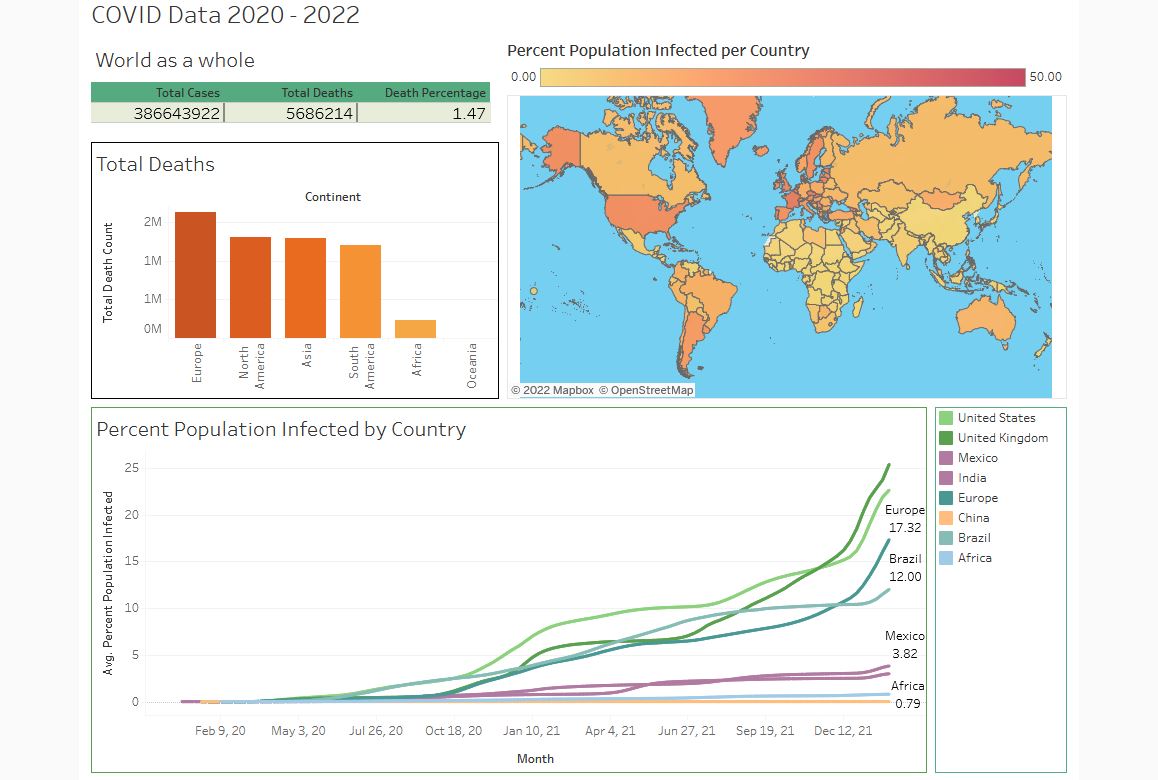 COVID Data 2020 - 2022
World as a whole
Total Cases Total Deaths Death Percentage
386643922 5686214 1.47
Percent Population Infected per Country
0.00 50.00
© 2022 Mapbox © OpenStreetMap
Total Deaths
Continent
Total Death Count
2M
1M
1M
0M
Europe
North
America
Asia
South
America
Africa
Oceania
Percent Population Infected by Country
Avg. Percent Population Infected
25
20
15
10
5
0
Europe
17.32
Brazil
12.00
Mexico
3.82
Africa
0.79
Feb 9, 20 May 3, 20 Jul 26, 20 Oct 18, 20 Jan 10, 21 Apr 4, 21 Jun 27, 21 Sep 19, 21 Dec 12, 21
Month
United States
United Kingdom
Mexico
India
Europe
China
Brazil
Africa